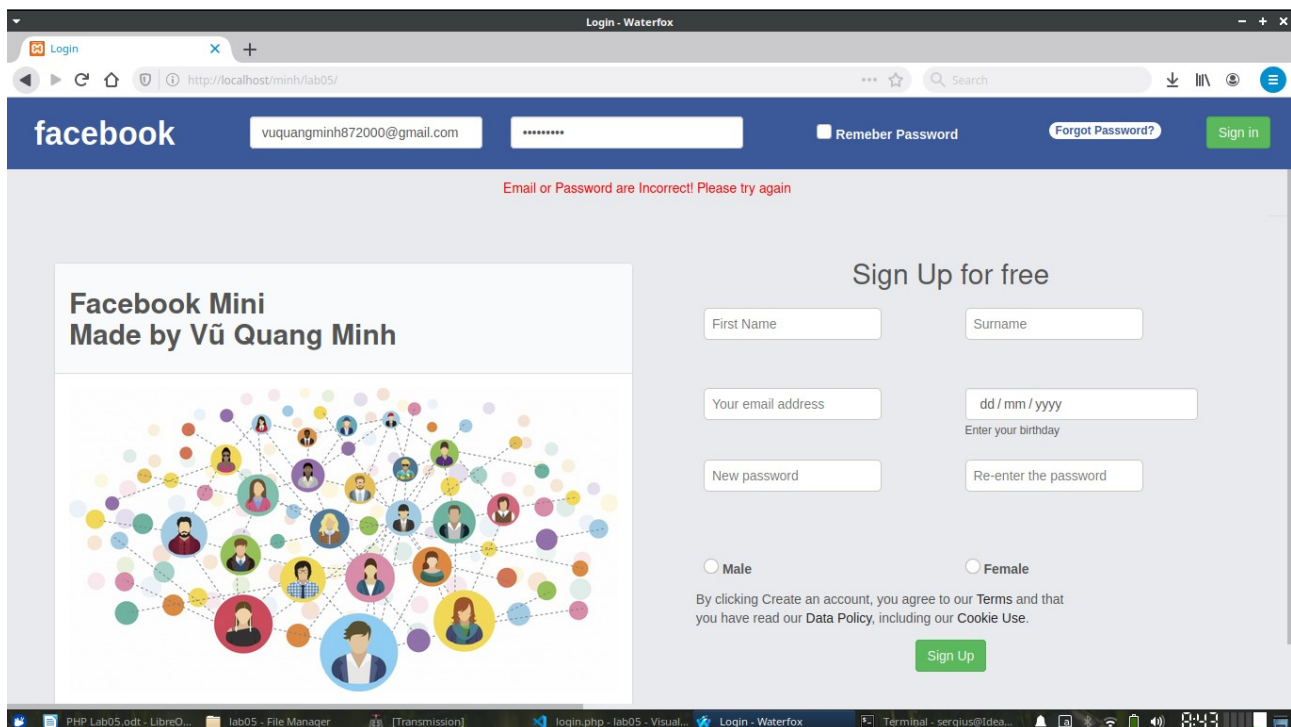 Login - Waterfox
Login
http://localhost/minh/lab05/
Search
facebook
vuquangminh872000@gmail.com
•••••••••
Remeber Password
Forgot Password?
Sign in
Email or Password are Incorrect! Please try again
Facebook Mini
Made by Vũ Quang Minh
Sign Up for free
First Name
Surname
Your email address
dd / mm / yyyy
Enter your birthday
New password
Re-enter the password
Male
Female
By clicking Create an account, you agree to our Terms and that
you have read our Data Policy, including our Cookie Use.
Sign Up
PHP Lab05.odt - LibreO... lab05 - File Manager [Transmission] login.php - lab05 - Visual... Login - Waterfox Terminal - sergius@Idea... 8:43